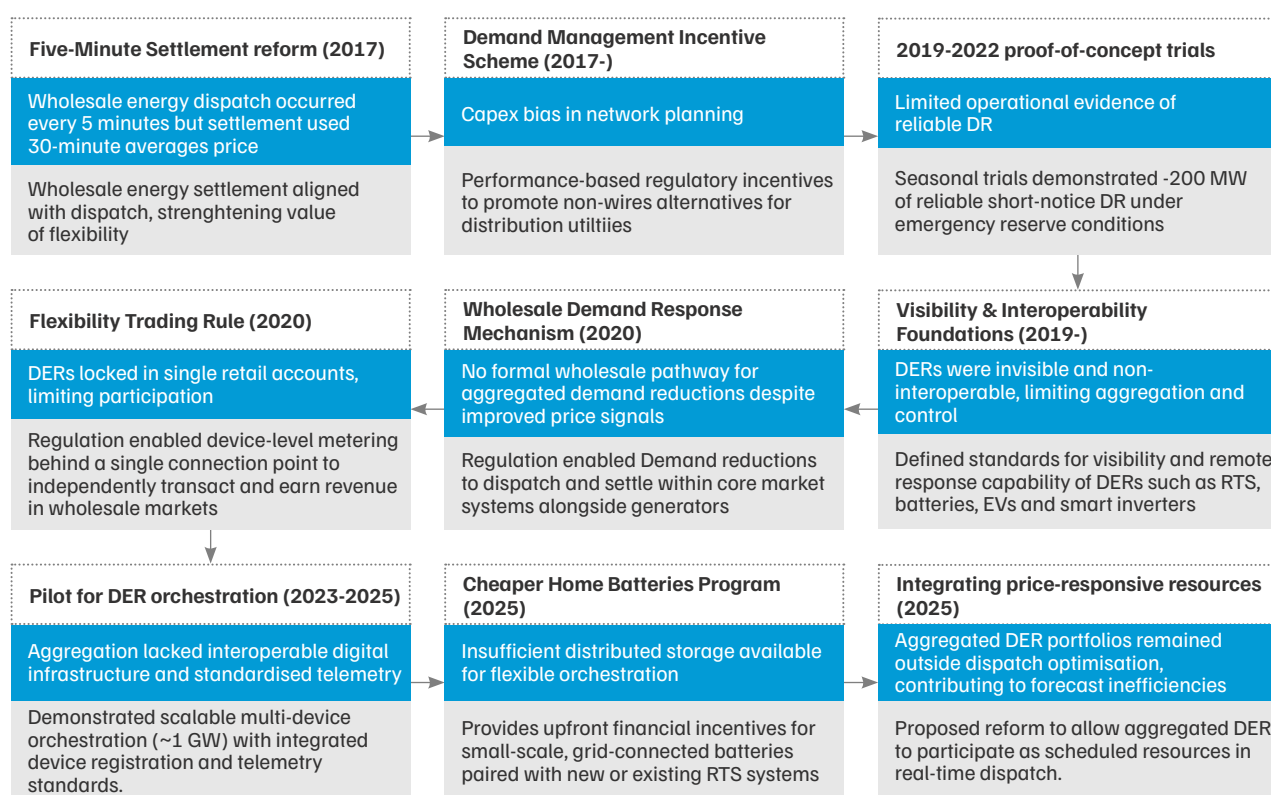 Five-Minute Settlement reform (2017)
Wholesale energy dispatch occurred
every 5 minutes but settlement used
30-minute averages price
Wholesale energy settlement aligned
with dispatch, strenghtening value
of flexibility
Demand Management Incentive
Scheme (2017-)
Capex bias in network planning
Performance-based regulatory incentives
to promote non-wires alternatives for
distribution utiltiies
2019-2022 proof-of-concept trials
Limited operational evidence of
reliable DR
Seasonal trials demonstrated -200 MW
of reliable short-notice DR under
emergency reserve conditions
Visibility & Interoperability
Foundations (2019-)
DERs were invisible and non-
interoperable, limiting aggregation and
control
Defined standards for visibility and remote
response capability of DERs such as RTS,
batteries, EVs and smart inverters
Wholesale Demand Response
Mechanism (2020)
No formal wholesale pathway for
aggregated demand reductions despite
improved price signals
Regulation enabled Demand reductions
to dispatch and settle within core market
systems alongside generators
Flexibility Trading Rule (2020)
DERs locked in single retail accounts,
limiting participation
Regulation enabled device-level metering
behind a single connection point to
independently transact and earn revenue
in wholesale markets
Pilot for DER orchestration (2023-2025)
Aggregation lacked interoperable digital
infrastructure and standardised telemetry
Demonstrated scalable multi-device
orchestration (~1 GW) with integrated
device registration and telemetry
standards.
Cheaper Home Batteries Program
(2025)
Insufficient distributed storage available
for flexible orchestration
Provides upfront financial incentives for
small-scale, grid-connected batteries
paired with new or existing RTS systems
Integrating price-responsive resources
(2025)
Aggregated DER portfolios remained
outside dispatch optimisation,
contributing to forecast inefficiencies
Proposed reform to allow aggregated DER
to participate as scheduled resources in
real-time dispatch.